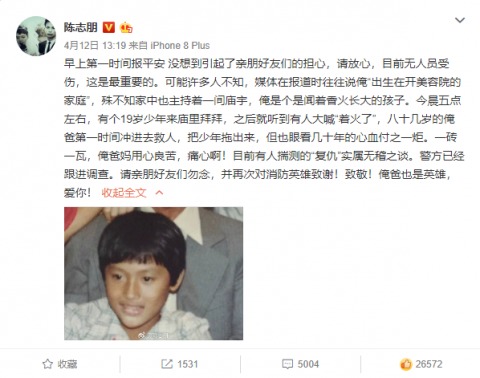 陈志朋
4月12日 13:19 来自 iPhone 8 Plus
早上第一时间报平安 没想到引起了亲朋好友们的担心，请放心，目前无人员受
伤，这是最重要的。可能许多人不知，媒体在报道时往往说俺“出生在开美容院的
家庭”，殊不知家中也主持着一间庙宇，俺是个是闻着香火长大的孩子。今晨五点
左右，有个19岁少年来庙里拜拜，之后就听到有人大喊“着火了”，八十几岁的俺
爸第一时间冲进去救人，把少年拖出来，但也眼看几十年的心血付之一炬。一砖
一瓦，俺爸妈用心良苦，痛心啊！目前有人揣测的“复仇”实属无稽之谈。警方已经
跟进调查。请亲朋好友们勿念，并再次对消防英雄致谢！致敬！俺爸也是英雄，
爱你！ 收起全文
收藏
1531
5004
26572